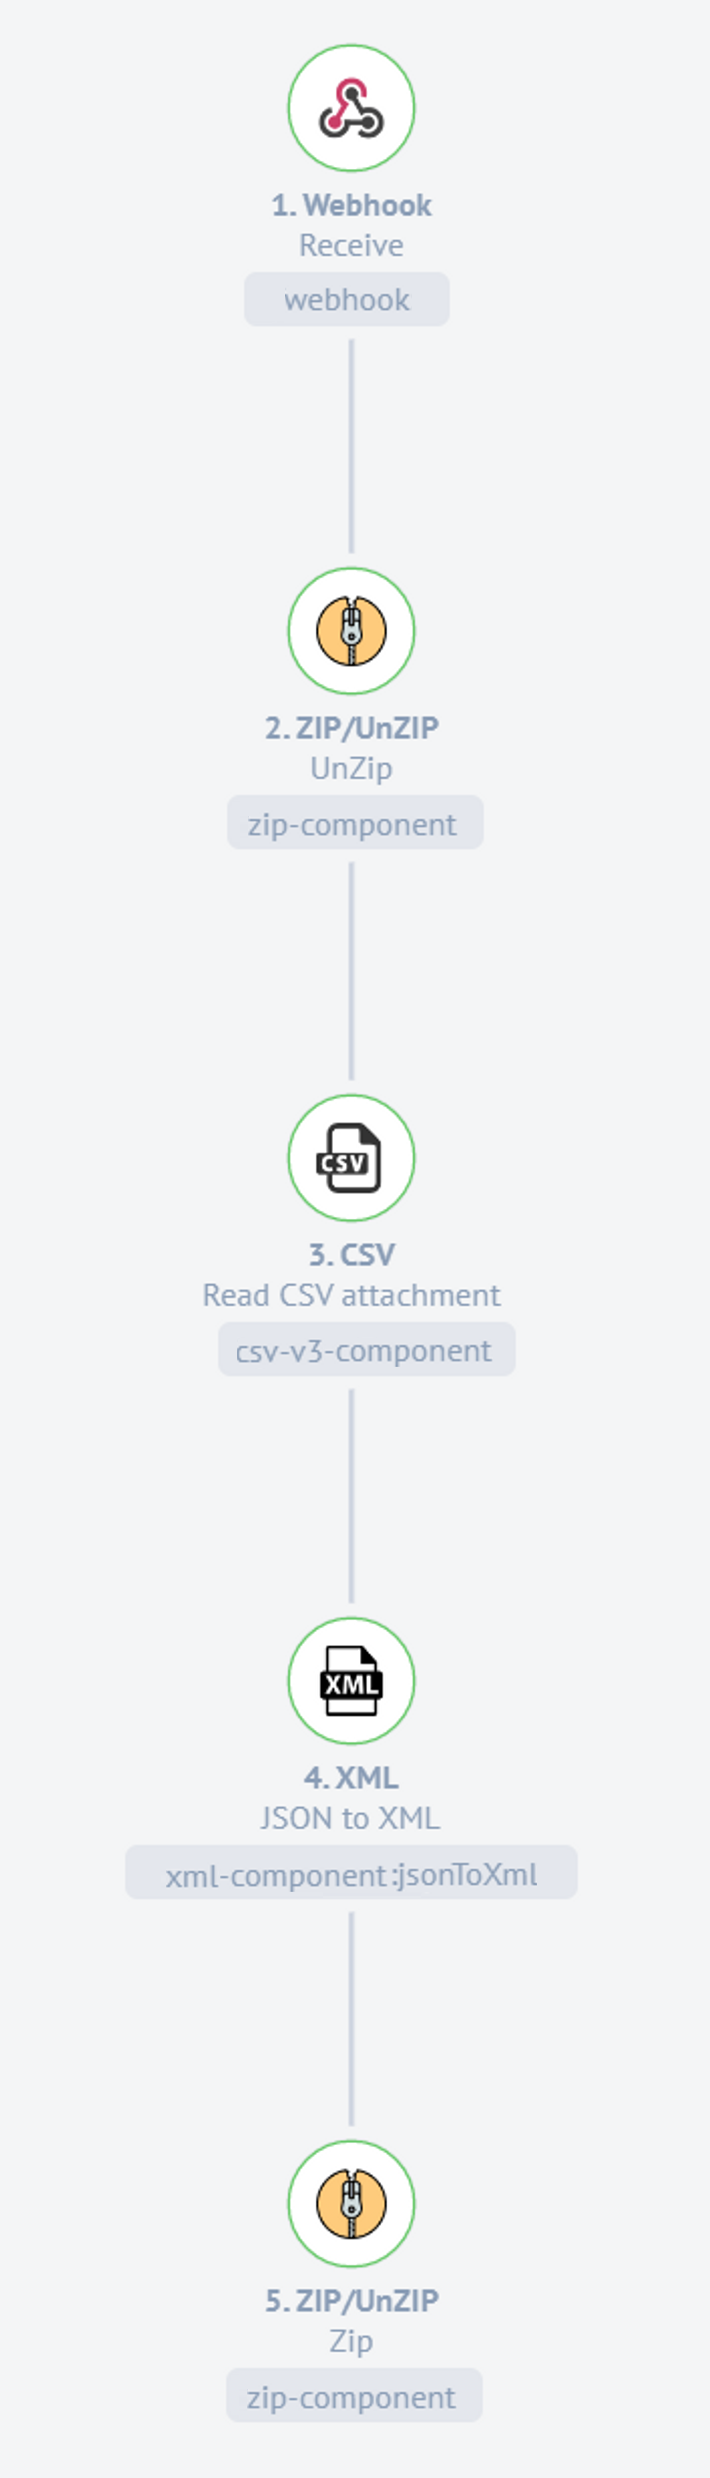 1. Webhook
Receive
webhook
2. ZIP/UnZIP
UnZip
zip-component
CSV
3. CSV
Read CSV attachment
csv-v3-component
XML
4. XML
JSON to XML
xml-component:jsonToXml
5. ZIP/UnZIP
Zip
zip-component